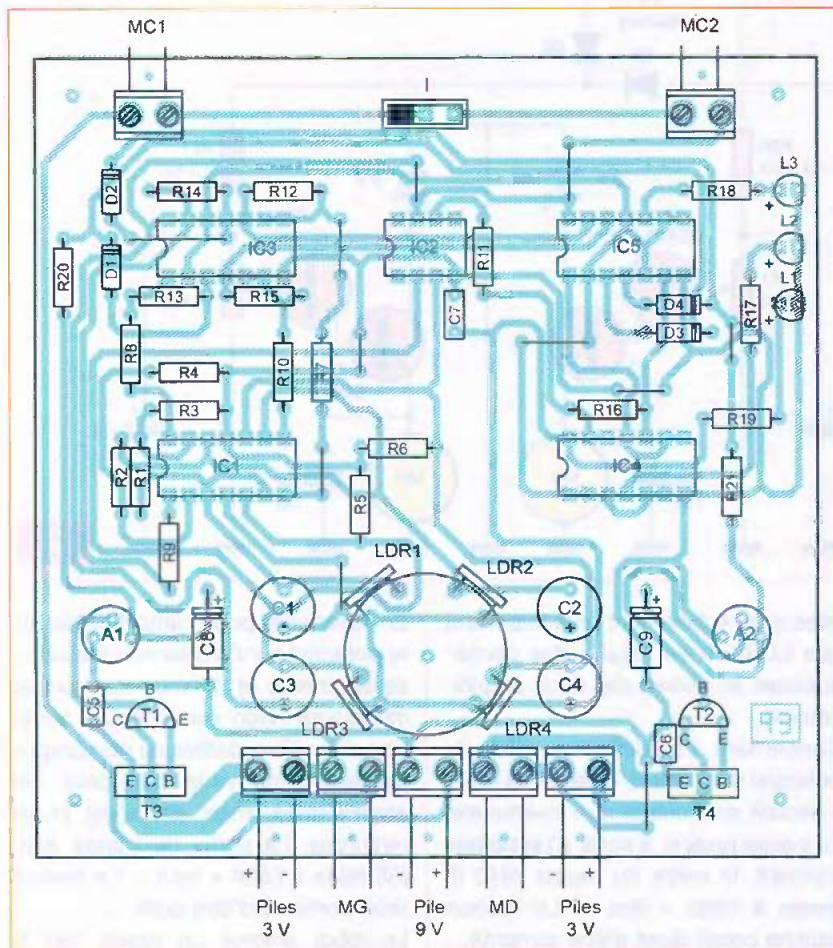 MC1 MC2
I
L3
D2 R14 R12 R18
L2
R20 IC3 IC2 R11 IC5
D1
L1
R13 R15 C7 D4 R17
R8 D3
R4 R10 R7
R3 R16 R19
R6
R2 R1 IC1 IC4
R5 R21
R9
LDR1 LDR2
C1 C2
A1 C8 C9 A2
C3 C4
C5 B B
C T1 E T2
LDR3 LDR4 C6 C E
E C B E C B
T3 T4
+ + +
Piles MG Pile MD Piles
3 V 9 V 3 V